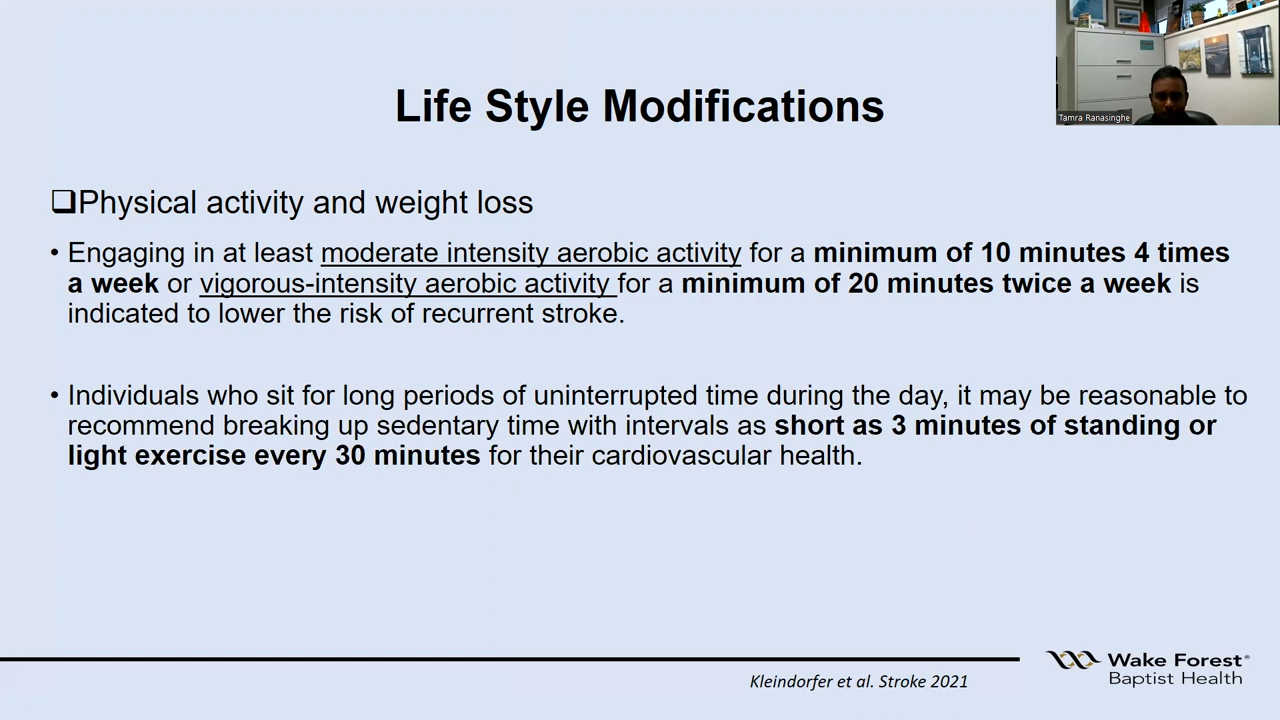 Life Style Modifications
Tamra Ranasinghe
❑Physical activity and weight loss
• Engaging in at least moderate intensity aerobic activity for a minimum of 10 minutes 4 times
a week or vigorous-intensity aerobic activity for a minimum of 20 minutes twice a week is
indicated to lower the risk of recurrent stroke.
• Individuals who sit for long periods of uninterrupted time during the day, it may be reasonable to
recommend breaking up sedentary time with intervals as short as 3 minutes of standing or
light exercise every 30 minutes for their cardiovascular health.
Kleindorfer et al. Stroke 2021
Wake Forest®
Baptist Health